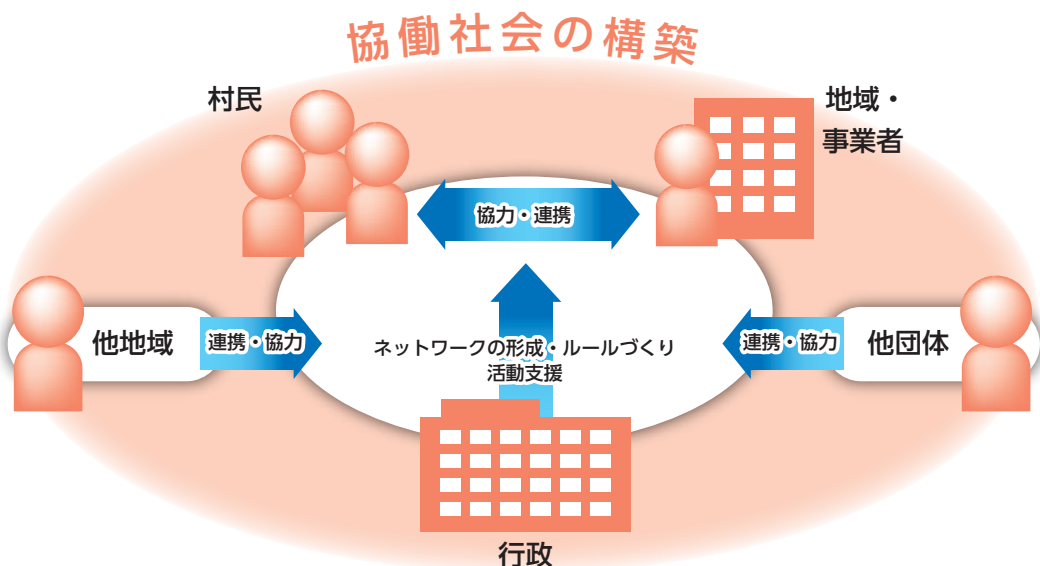 協働社会の構築
村民
地域・
事業者
協力・連携
他地域
連携・協力
ネットワークの形成・ルールづくり
活動支援
連携・協力
他団体
行政